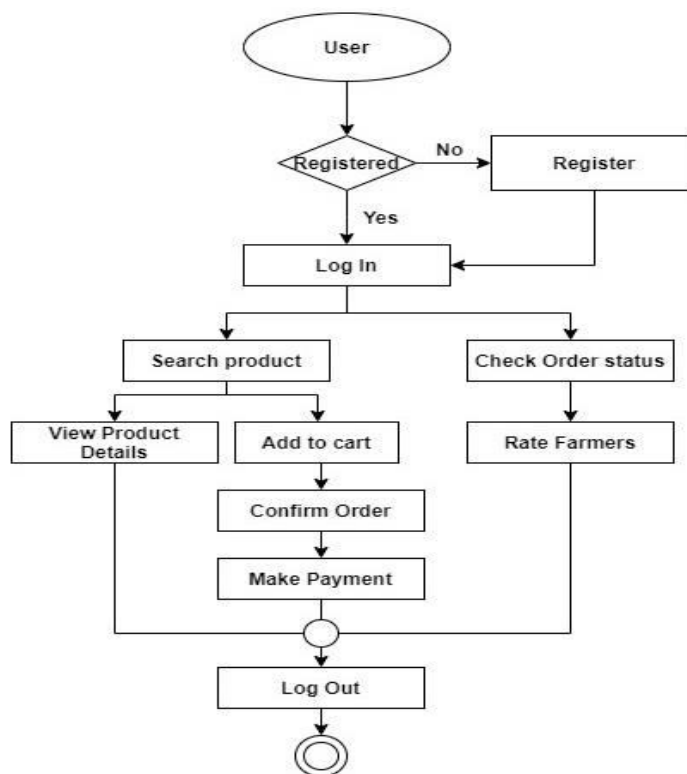 User
Registered
No
Register
Yes
Log In
Search product
Check Order status
View Product
Details
Add to cart
Rate Farmers
Confirm Order
Make Payment
Log Out